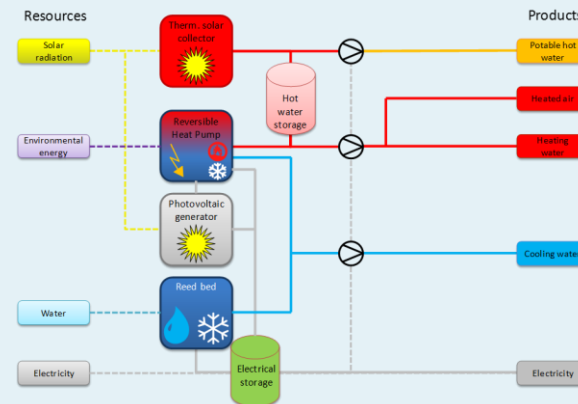 Resources
Products
Therm. solar
collector
Solar
radiation
Potable hot
water
Heated air
Hot
water
storage
Reversible
Heat Pump
Environmental
energy
Heating
water
Photovoltaic
generator
Cooling water
Reed bed
Water
Electrical
storage
Electricity
Electricity